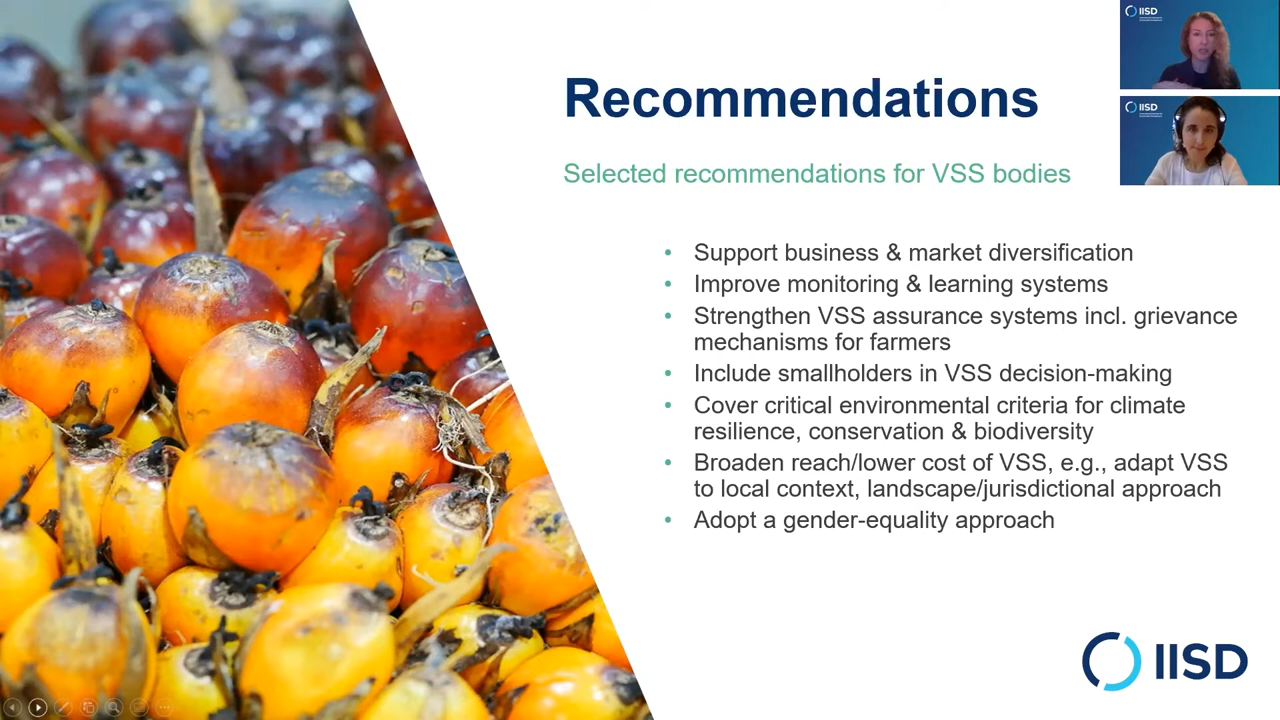 Recommendations
Selected recommendations for VSS bodies
• Support business & market diversification
• Improve monitoring & learning systems
• Strengthen VSS assurance systems incl. grievance
mechanisms for farmers
• Include smallholders in VSS decision-making
• Cover critical environmental criteria for climate
resilience, conservation & biodiversity
• Broaden reach/lower cost of VSS, e.g., adapt VSS
to local context, landscape/jurisdictional approach
• Adopt a gender-equality approach
IISD
IISD
IISD